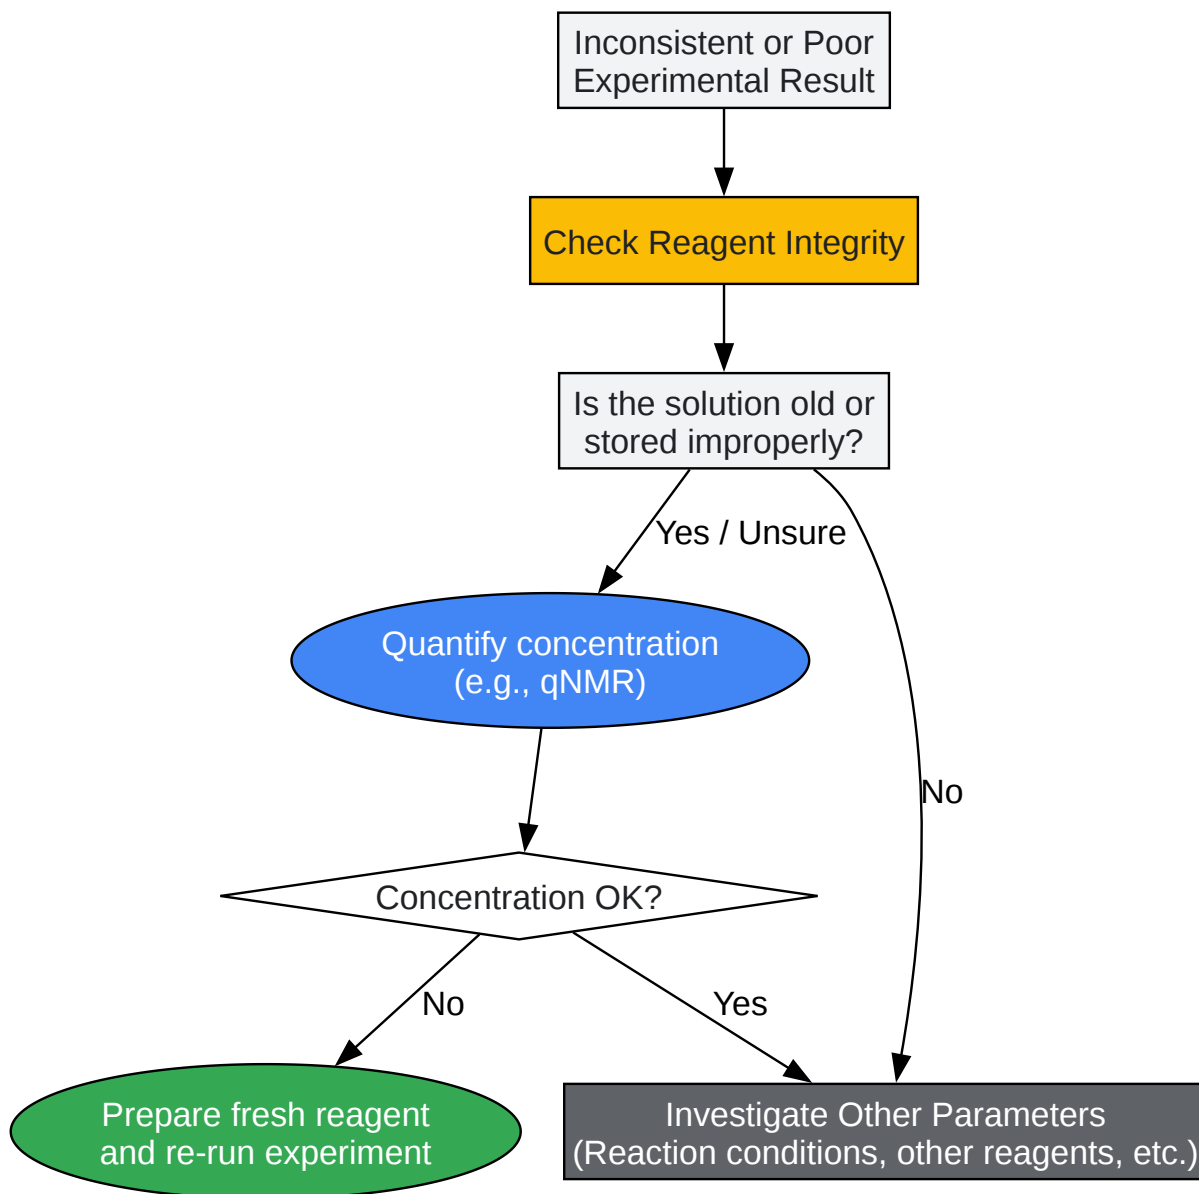 Inconsistent or Poor
Experimental Result
Check Reagent Integrity
Is the solution old or
stored improperly?
Yes / Unsure
Quantify concentration
(e.g., qNMR)
No
Concentration OK?
No
Yes
Prepare fresh reagent
and re-run experiment
Investigate Other Parameters
(Reaction conditions, other reagents, etc.)